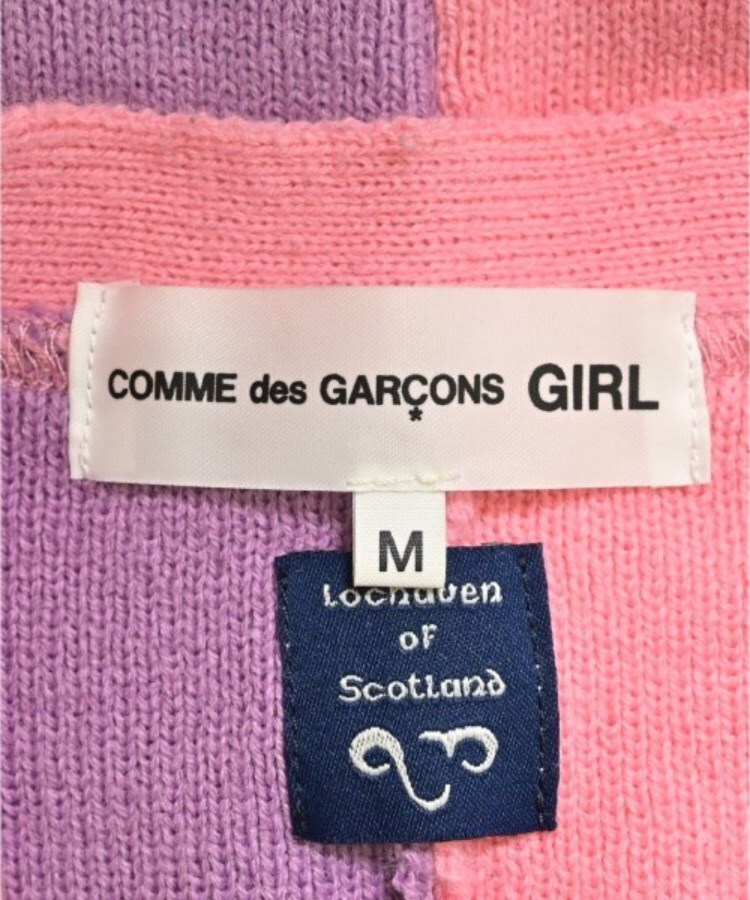 COMME des GARÇONS GIRL
*
M
Lochaven
of
Scotland